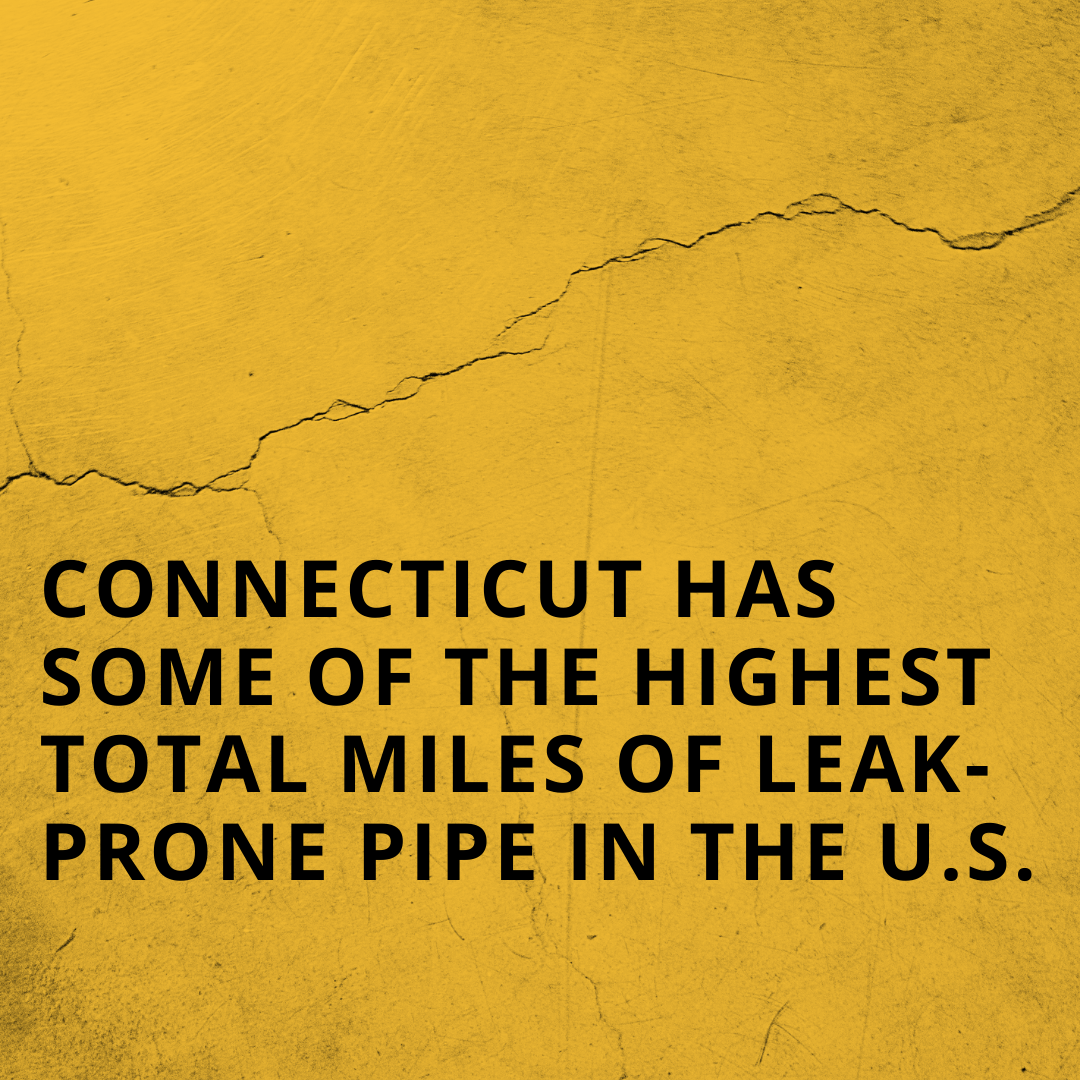 CONNECTICUT HAS
SOME OF THE HIGHEST
TOTAL MILES OF LEAK-
PRONE PIPE IN THE U.S.